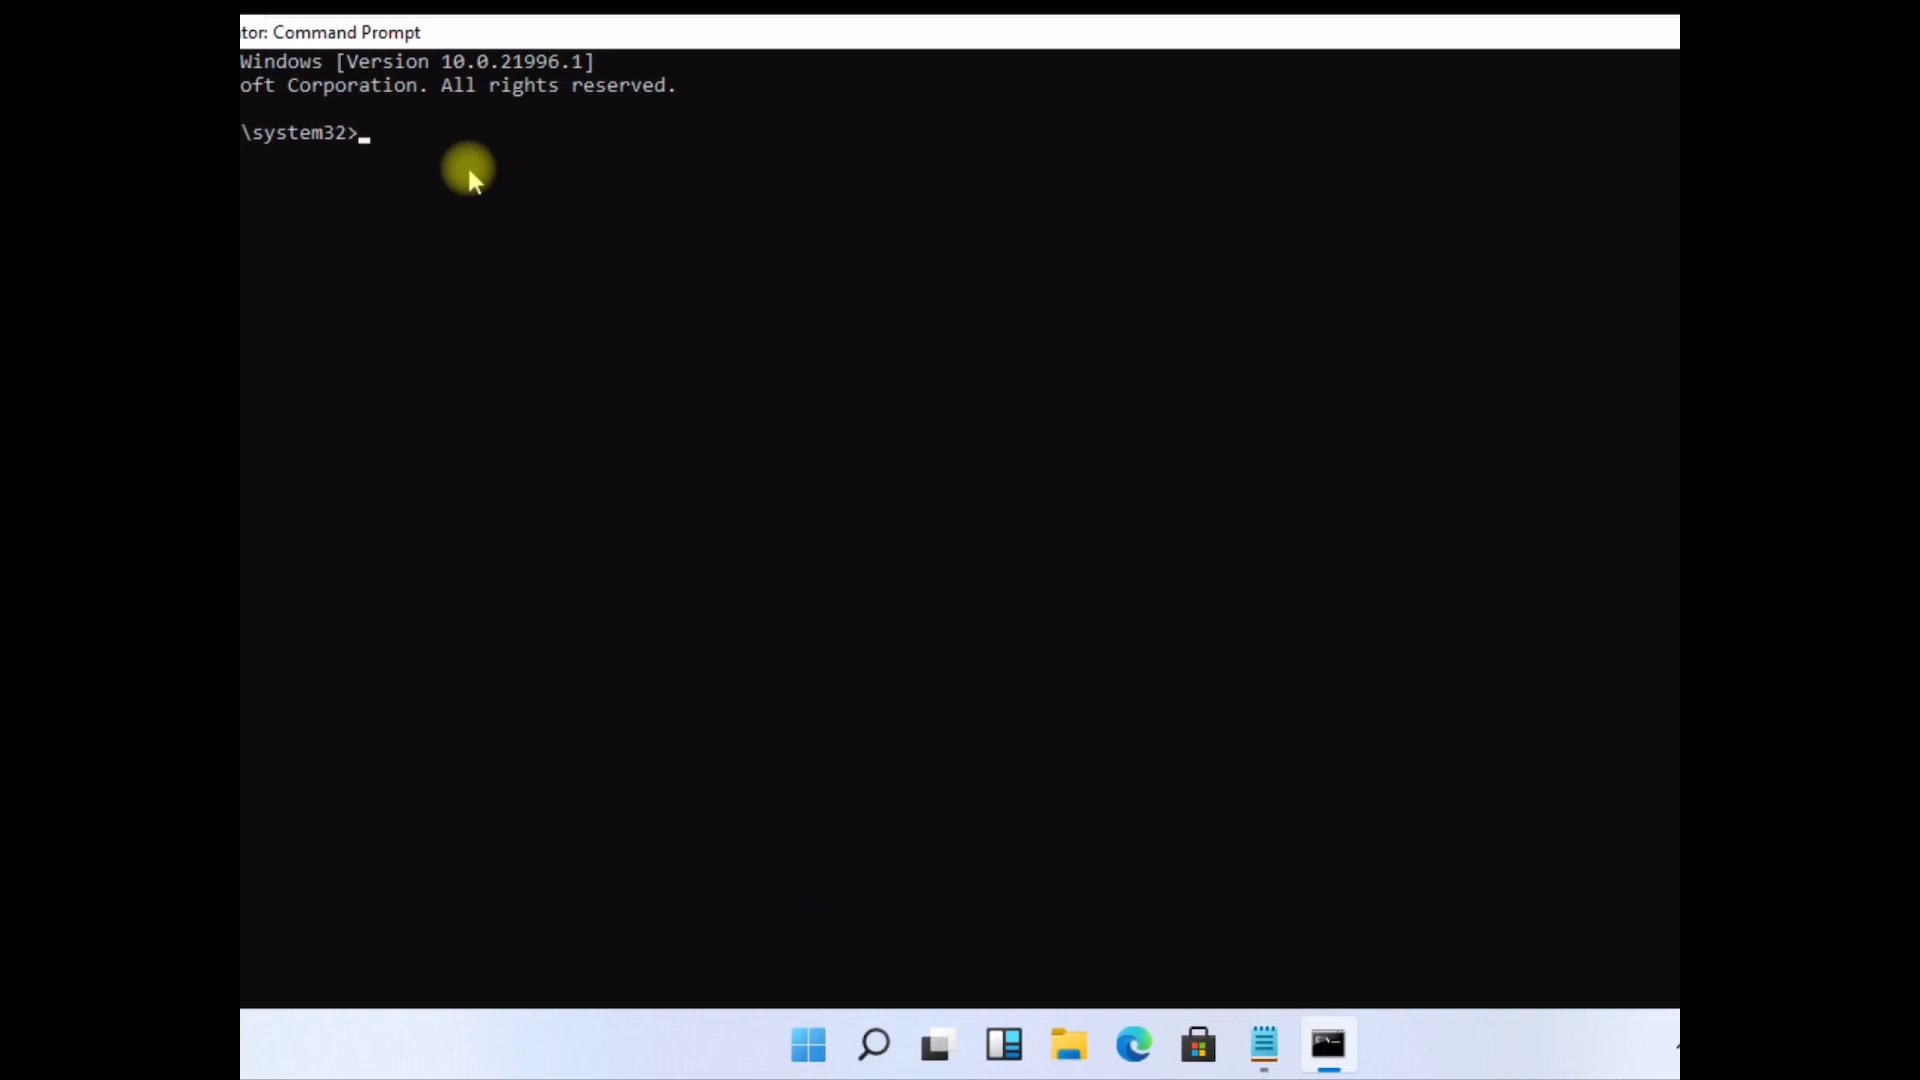 tor: Command Prompt
Windows [Version 10.0.21996.1]
oft Corporation. All rights reserved.
\system32>